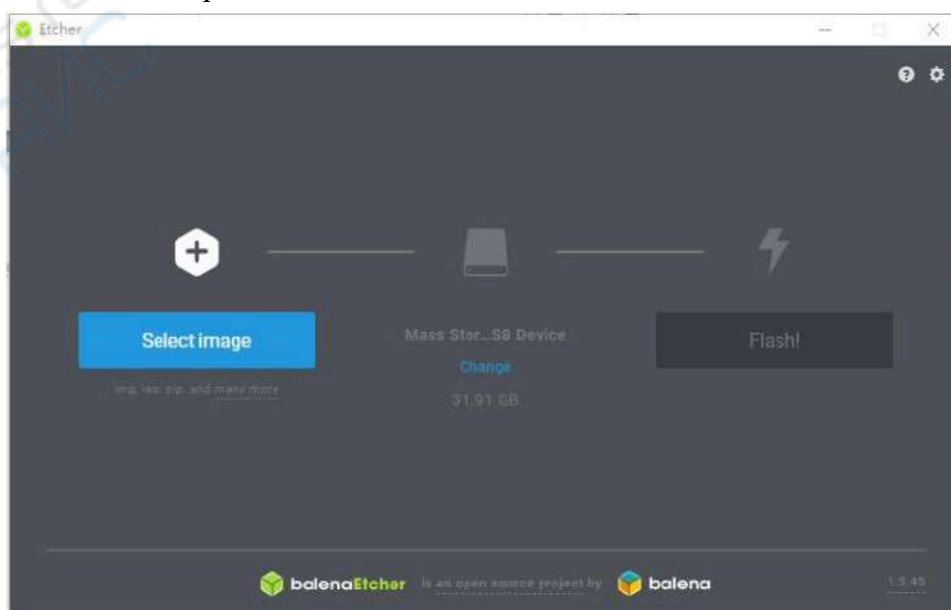 Etcher
Select image
Mass Stor...SB Device
Flash!
Change
img, iso, zip, and many more
31.91 GB
balenaEtcher is an open source project by balena
1.5.45